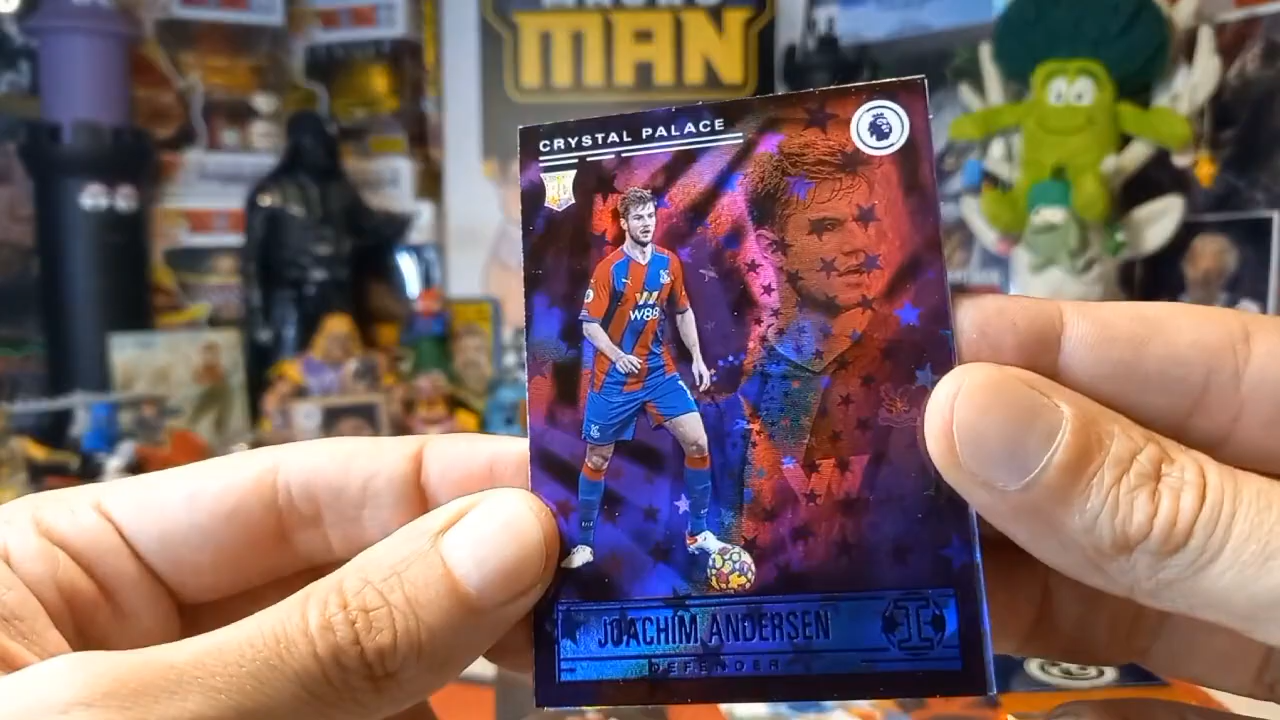 MAN
CRYSTAL PALACE
W88
JOACHIM ANDERSEN
DEFENDER